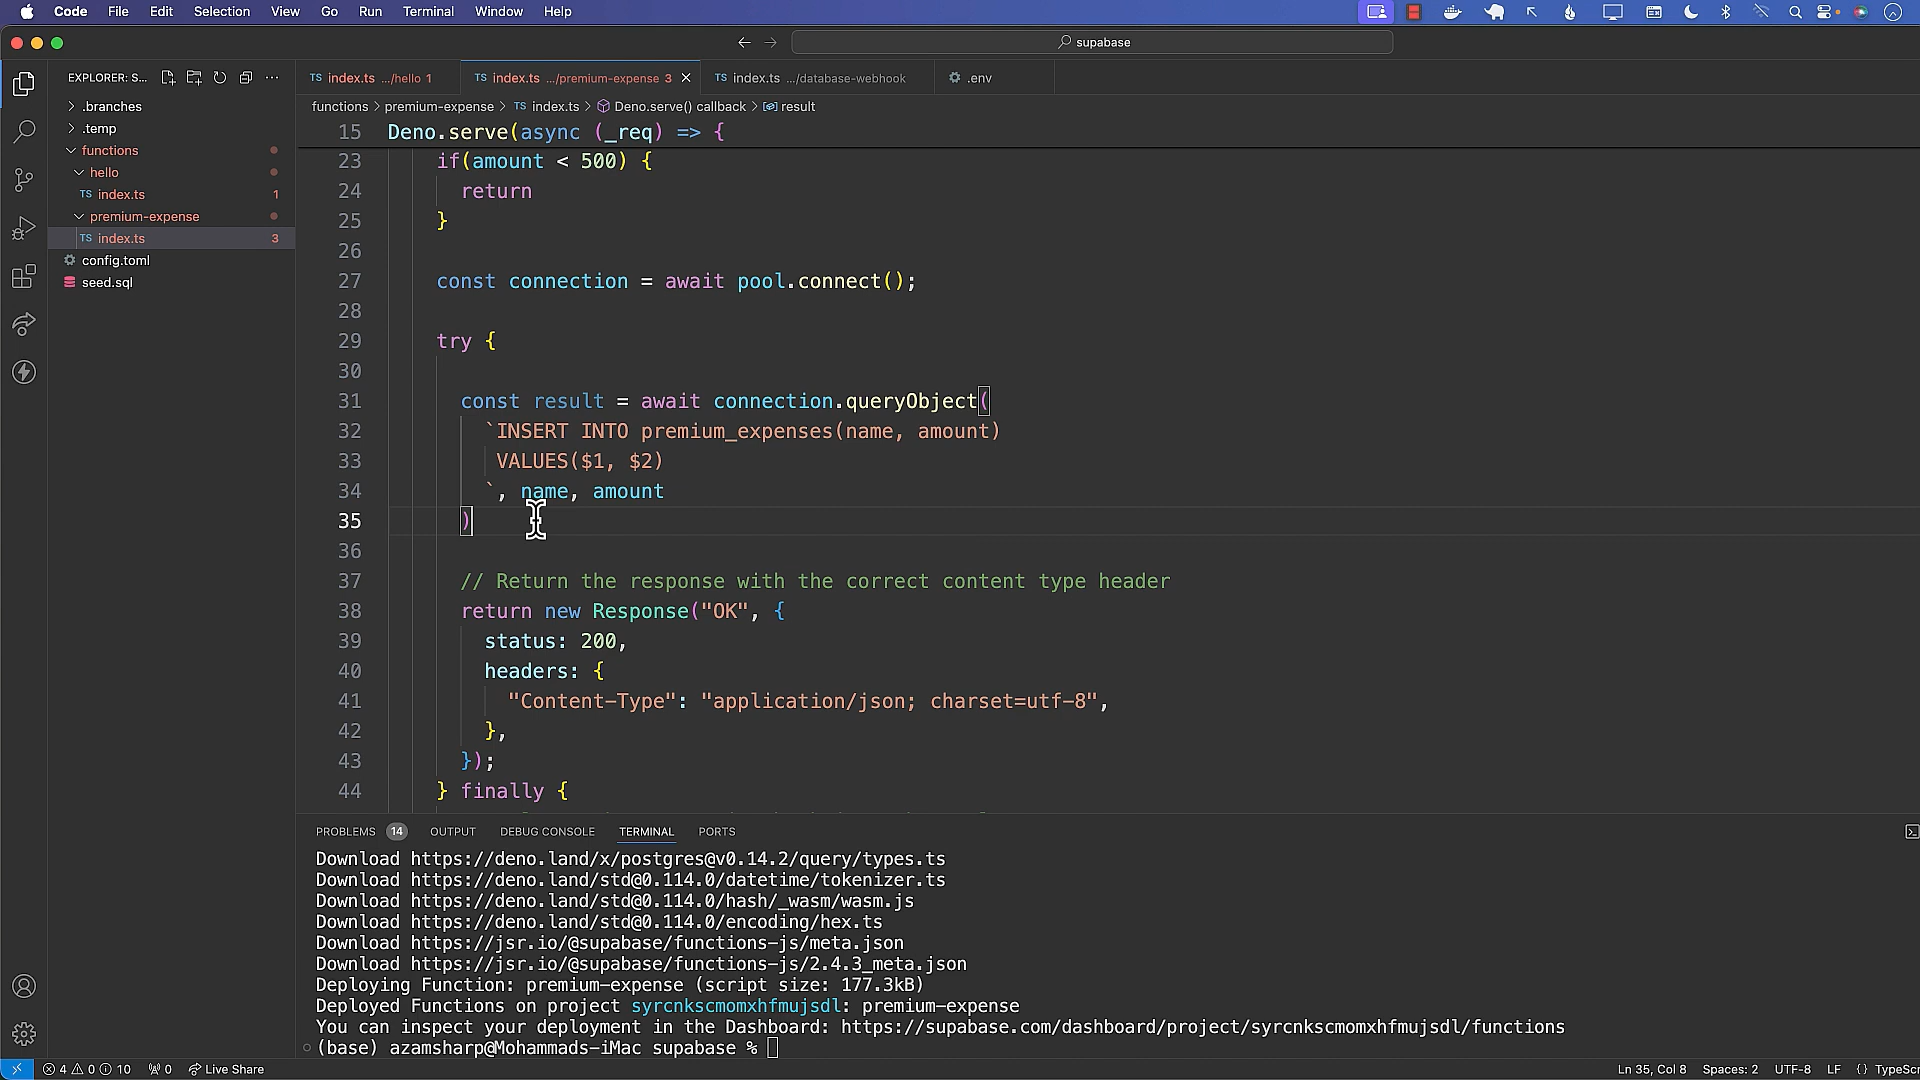 Code File Edit Selection View Go Run Terminal Window Help
supabase
EXPLORER: S...
TS index.ts .../hello 1
TS index.ts .../premium-expense 3
TS index.ts .../database-webhook
.env
functions > premium-expense > TS index.ts > Deno.serve() callback > result
.branches
.temp
functions
hello
TS index.ts 1
premium-expense
TS index.ts 3
config.toml
seed.sql
15 Deno.serve(async (_req) => {
23 if(amount < 500) {
24 return
25 }
26
27 const connection = await pool.connect();
28
29 try {
30
31 const result = await connection.queryObject(
32 `INSERT INTO premium_expenses(name, amount)
33 VALUES($1, $2)
34 `, name, amount
35 )
36
37 // Return the response with the correct content type header
38 return new Response("OK", {
39 status: 200,
40 headers: {
41 "Content-Type": "application/json; charset=utf-8",
42 },
43 });
44 } finally {
PROBLEMS 14 OUTPUT DEBUG CONSOLE TERMINAL PORTS
Download https://deno.land/x/postgres@v0.14.2/query/types.ts
Download https://deno.land/std@0.114.0/datetime/tokenizer.ts
Download https://deno.land/std@0.114.0/hash/_wasm/wasm.js
Download https://deno.land/std@0.114.0/encoding/hex.ts
Download https://jsr.io/@supabase/functions-js/meta.json
Download https://jsr.io/@supabase/functions-js/2.4.3_meta.json
Deploying Function: premium-expense (script size: 177.3kB)
Deployed Functions on project syrcnkscmomxhfmujsdl: premium-expense
You can inspect your deployment in the Dashboard: https://supabase.com/dashboard/project/syrcnkscmomxhfmujsdl/functions
(base) azamsharp@Mohammads-iMac supabase %
4 0 10 0 Live Share Ln 35, Col 8 Spaces: 2 UTF-8 LF {} TypeScr